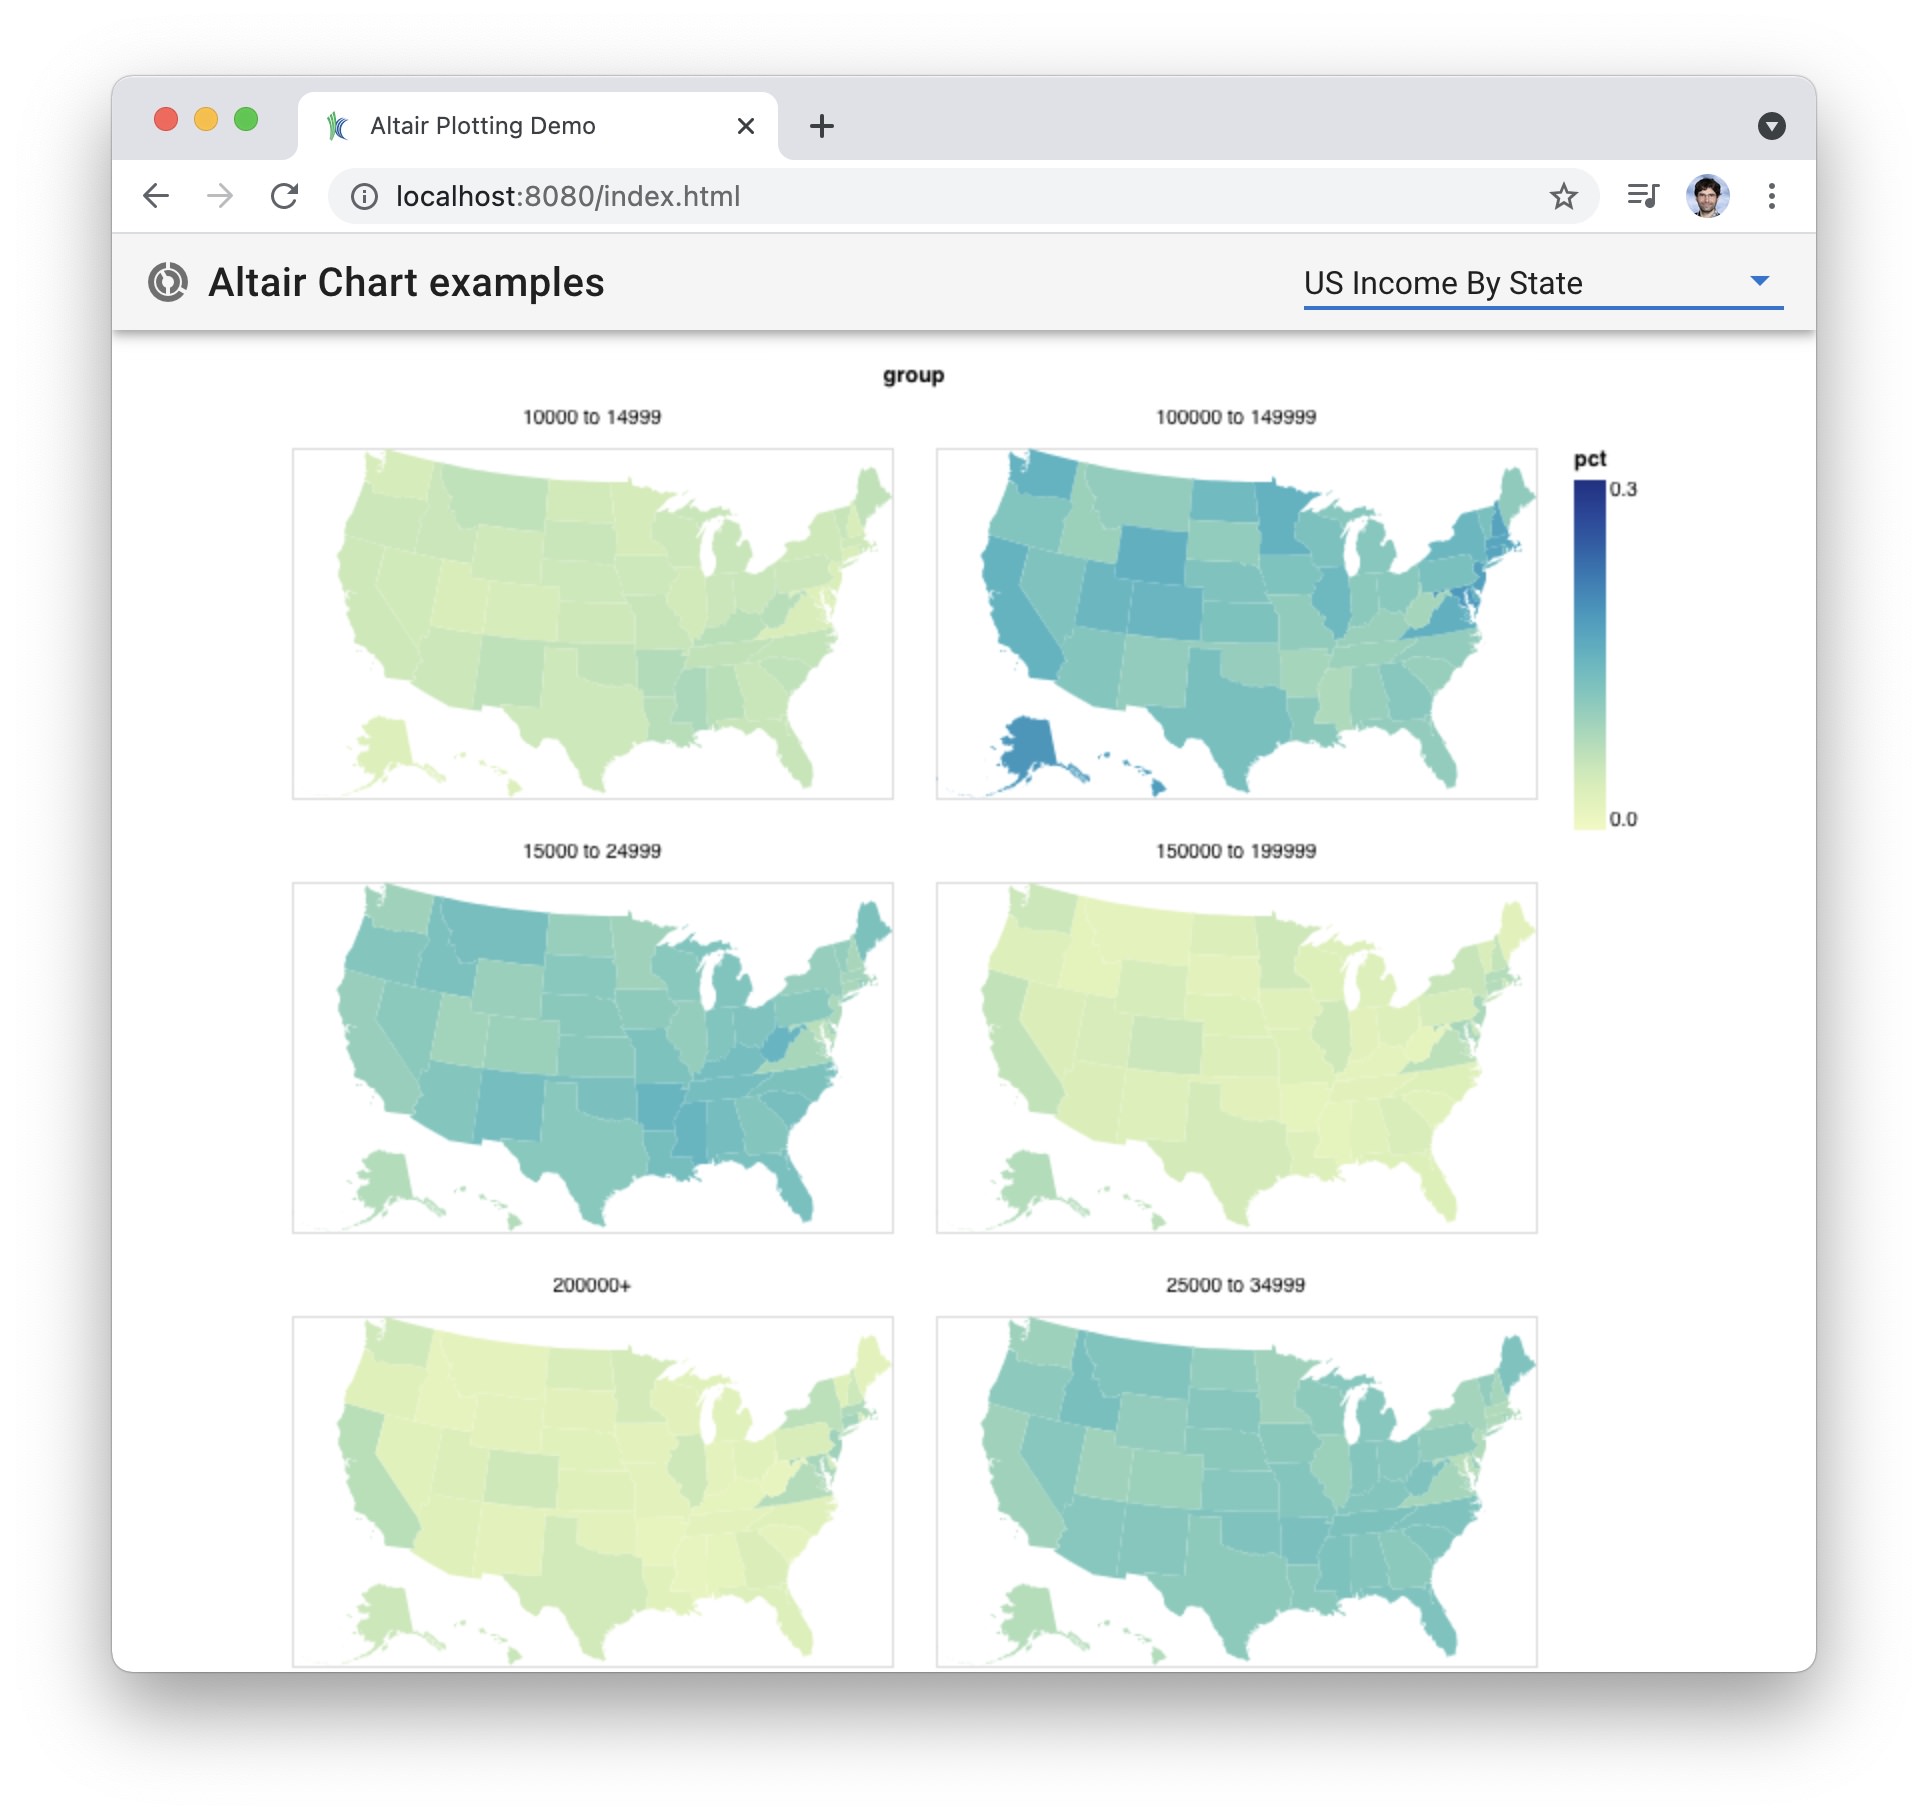 Altair Plotting Demo
localhost:8080/index.html
Altair Chart examples
US Income By State
group
10000 to 14999
100000 to 149999
pct
0.3
0.0
15000 to 24999
150000 to 199999
200000+
25000 to 34999